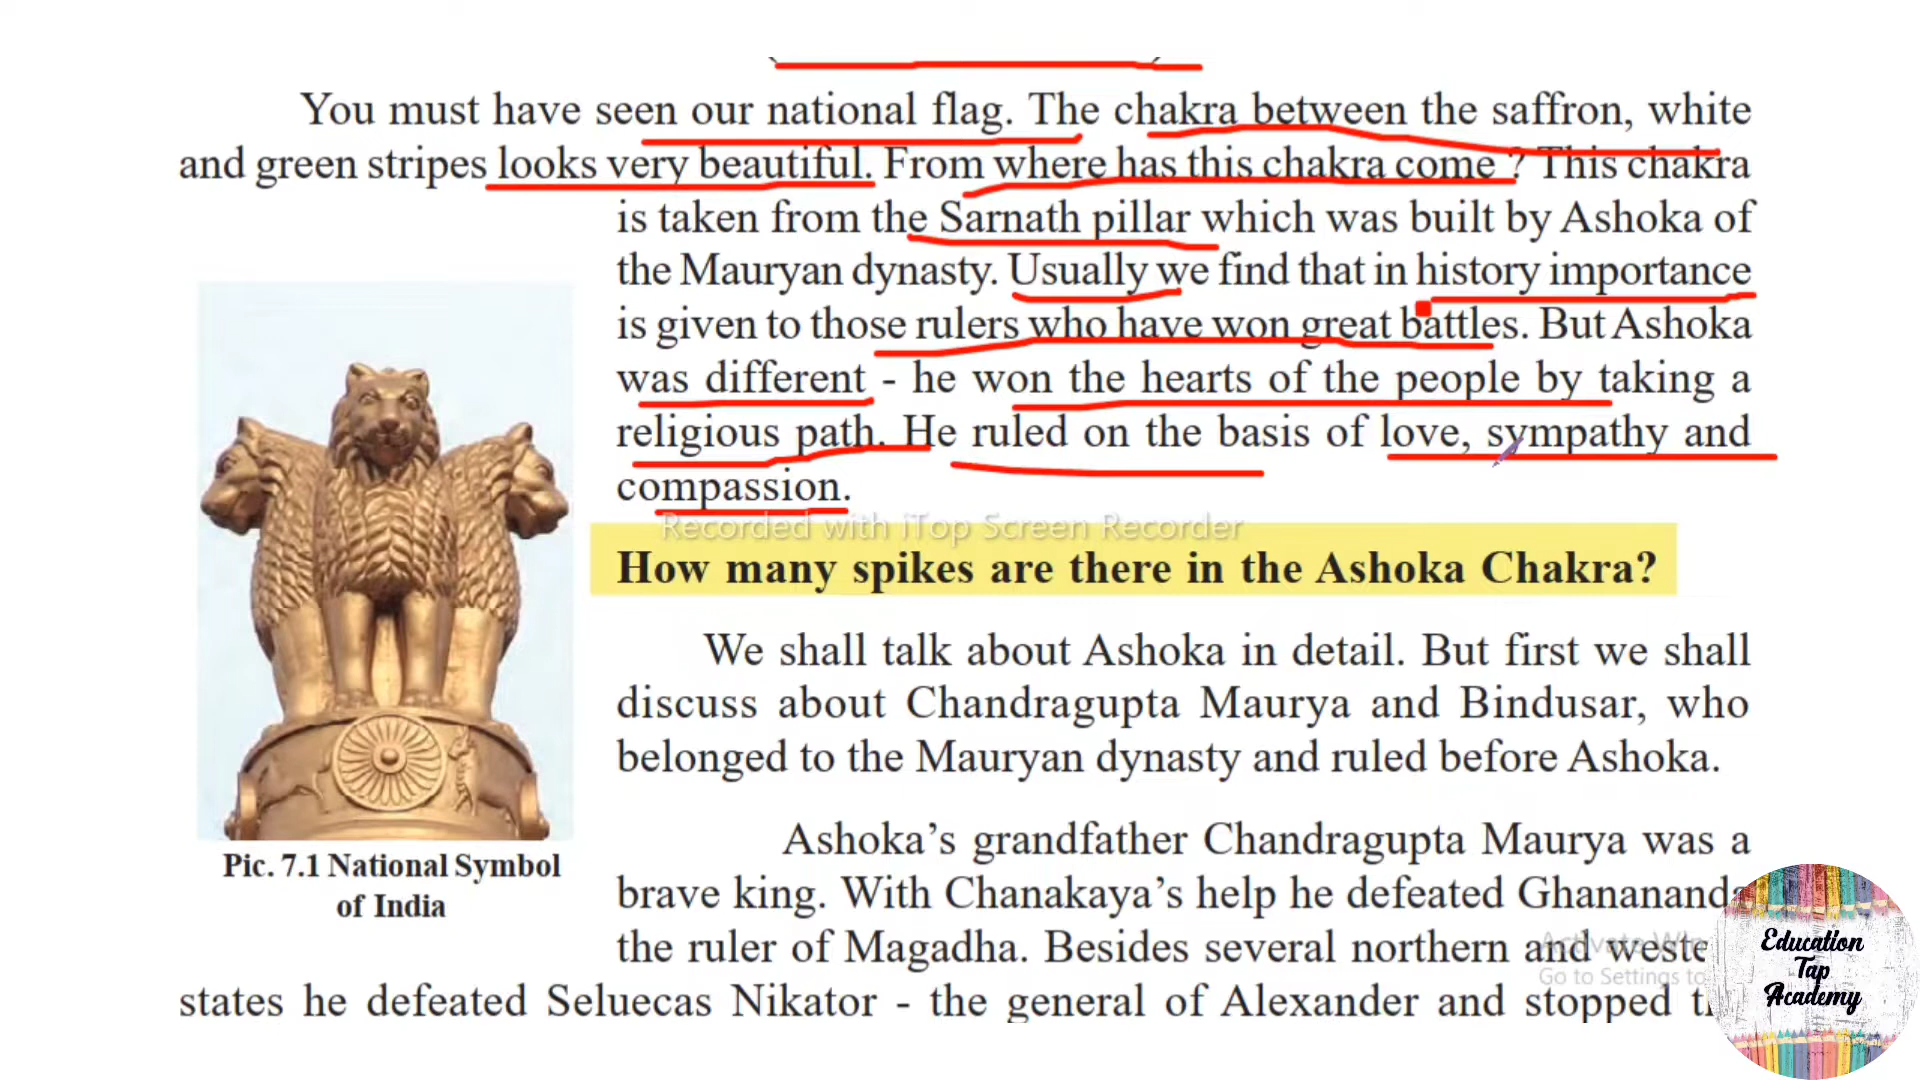 You must have seen our national flag. The chakra between the saffron, white
and green stripes looks very beautiful. From where has this chakra come ? This chakra
is taken from the Sarnath pillar which was built by Ashoka of
the Mauryan dynasty. Usually we find that in history importance
is given to those rulers who have won great battles. But Ashoka
was different - he won the hearts of the people by taking a
religious path. He ruled on the basis of love, sympathy and
compassion.
Recorded with iTop Screen Recorder
How many spikes are there in the Ashoka Chakra?
We shall talk about Ashoka in detail. But first we shall
discuss about Chandragupta Maurya and Bindusar, who
belonged to the Mauryan dynasty and ruled before Ashoka.
Pic. 7.1 National Symbol
of India
Ashoka's grandfather Chandragupta Maurya was a
brave king. With Chanakaya's help he defeated Ghanananda
the ruler of Magadha. Besides several northern and weste
states he defeated Seluecas Nikator - the general of Alexander and stopped
Activate Win
Go to Settings to
Education
Tap
Academy